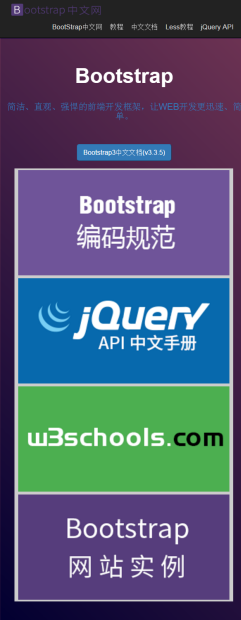 Bootstrap中文网
BootStrap中文网 教程 中文文档 Less教程 jQuery API
Bootstrap
简洁、直观、强悍的前端开发框架，让WEB开发更迅速、简
单。
Bootstrap3中文文档(v3.3.5)
Bootstrap
编码规范
jQuery
API 中文手册
w3schools.com
Bootstrap
网站实例